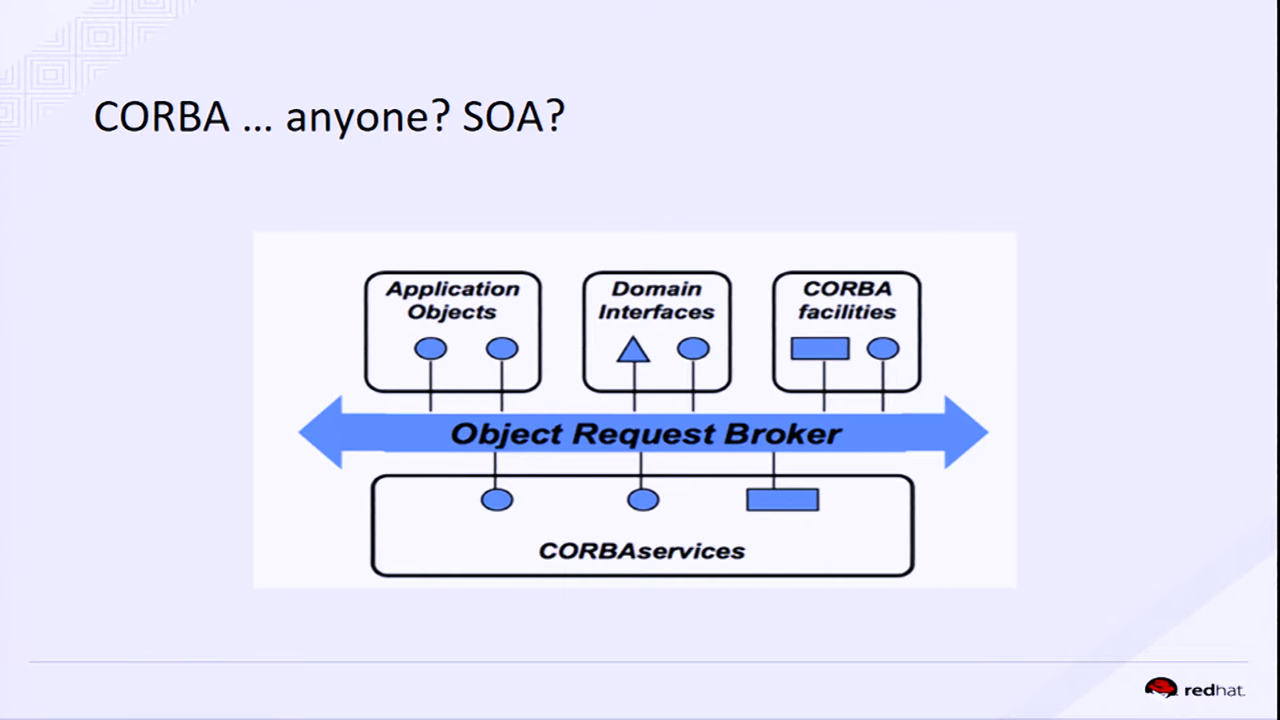 CORBA ... anyone? SOA?
Application
Objects
Domain
Interfaces
CORBA
facilities
Object Request Broker
CORBAservices
redhat.